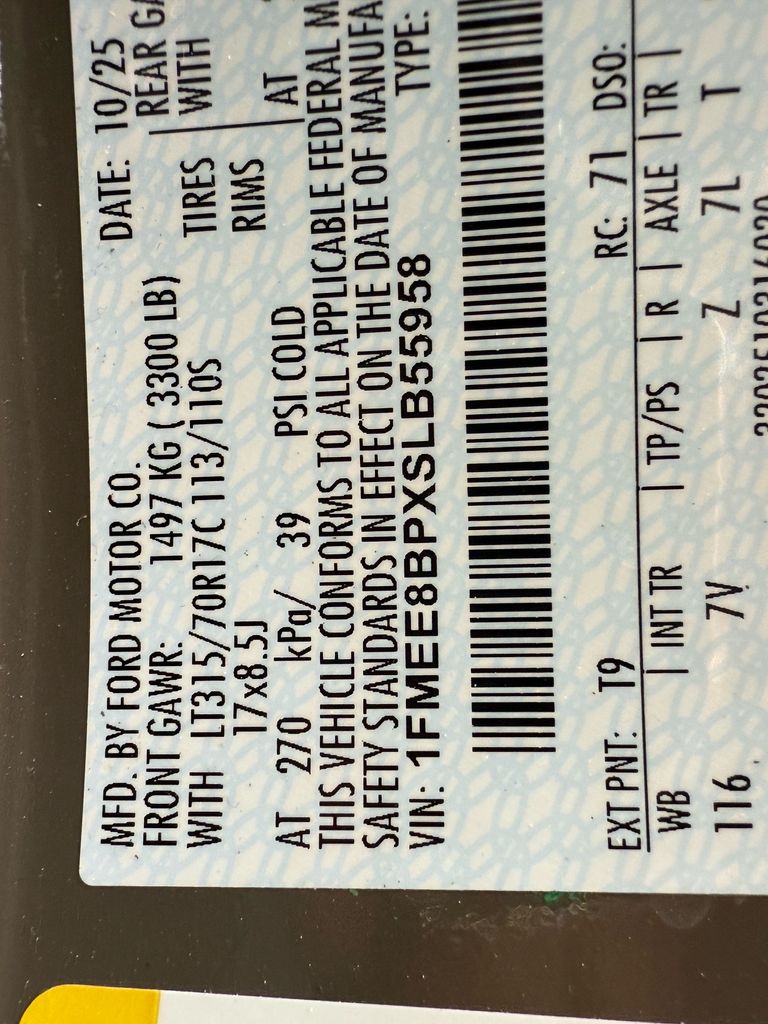 MFD. BY FORD MOTOR CO.
DATE: 10/25
FRONT GAWR: 1497 KG ( 3300 LB)
REAR
WITH LT315/70R17C 113/110S
TIRES
WITH
17x8.5J
RIMS
AT 270 kPa/ 39 PSI COLD
AT
THIS VEHICLE CONFORMS TO ALL APPLICABLE FEDERAL M
SAFETY STANDARDS IN EFFECT ON THE DATE OF MANUFA
VIN: 1FMEE8BPXSLB55958
TYPE:
EXT PNT: T9
RC: 71 DSO:
WB | INT TR | TP/PS | R | AXLE | TR |
116 7V Z 7L T